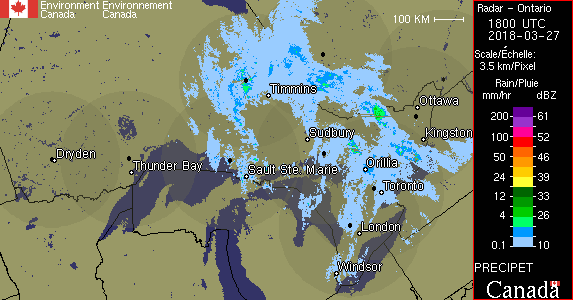 Environment Environnement
Canada Canada
100 KM
Timmins
Ottawa
Sudbury
Kingston
Dryden
Thunder Bay
Sault Ste. Marie
Orillia
Toronto
London
Windsor
Radar - Ontario
1800 UTC
2018-03-27
Scale/Échelle:
3.5 km/Pixel
Rain/Pluie
mm/hr dBZ
200 61
100 52
50 46
24 39
12 33
4 26
0.1 10
PRECIPET
Canada